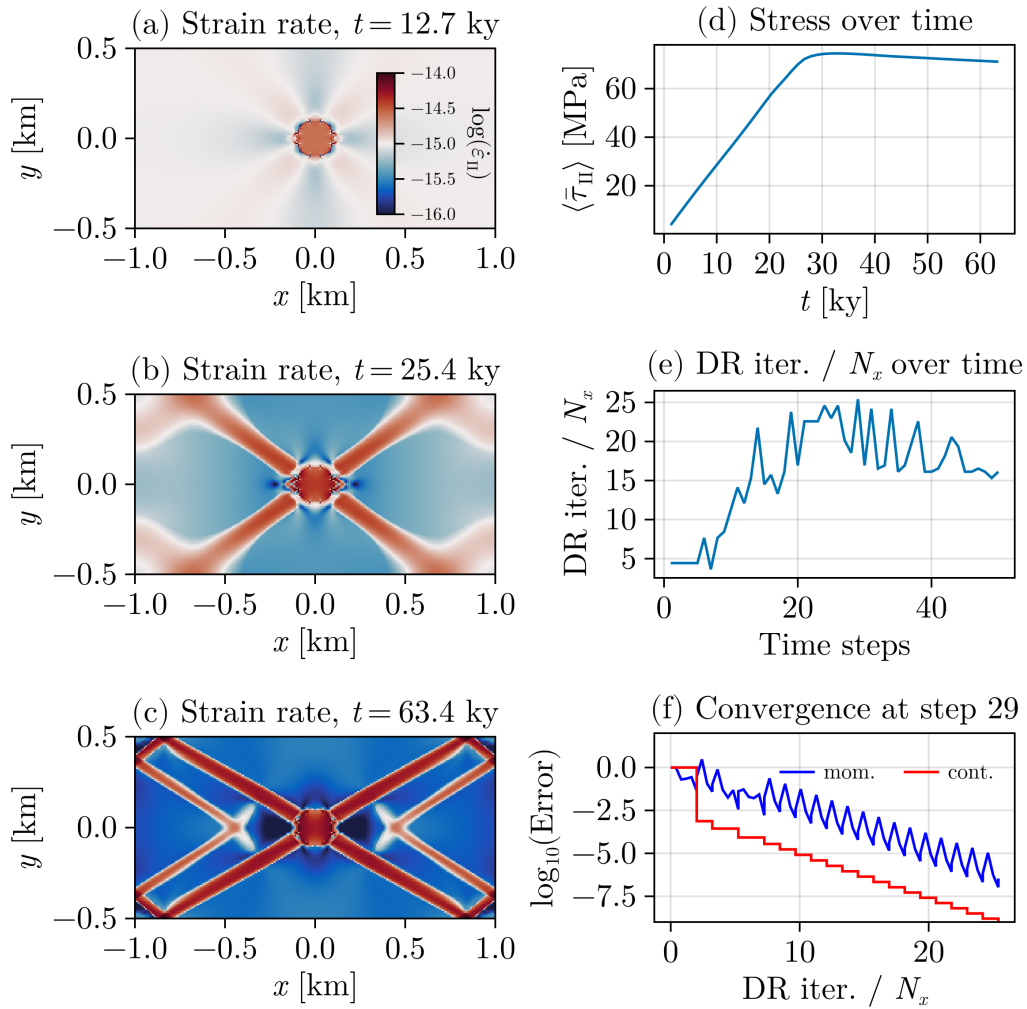 (a) Strain rate, t = 12.7 ky
0.5
0.0
−0.5
y [km]
−1.0 −0.5 0.0 0.5 1.0
x [km]
−14.0
−14.5
−15.0
−15.5
−16.0
log(ε̇II)
(d) Stress over time
60
40
20
⟨τ̄II⟩ [MPa]
0 10 20 30 40 50 60
t [ky]
(b) Strain rate, t = 25.4 ky
0.5
0.0
−0.5
y [km]
−1.0 −0.5 0.0 0.5 1.0
x [km]
(e) DR iter. / Nx over time
25
20
15
10
5
DR iter. / Nx
0 20 40
Time steps
(c) Strain rate, t = 63.4 ky
0.5
0.0
−0.5
y [km]
−1.0 −0.5 0.0 0.5 1.0
x [km]
(f) Convergence at step 29
0.0
−2.5
−5.0
−7.5
log10(Error)
mom. cont.
0 10 20
DR iter. / Nx